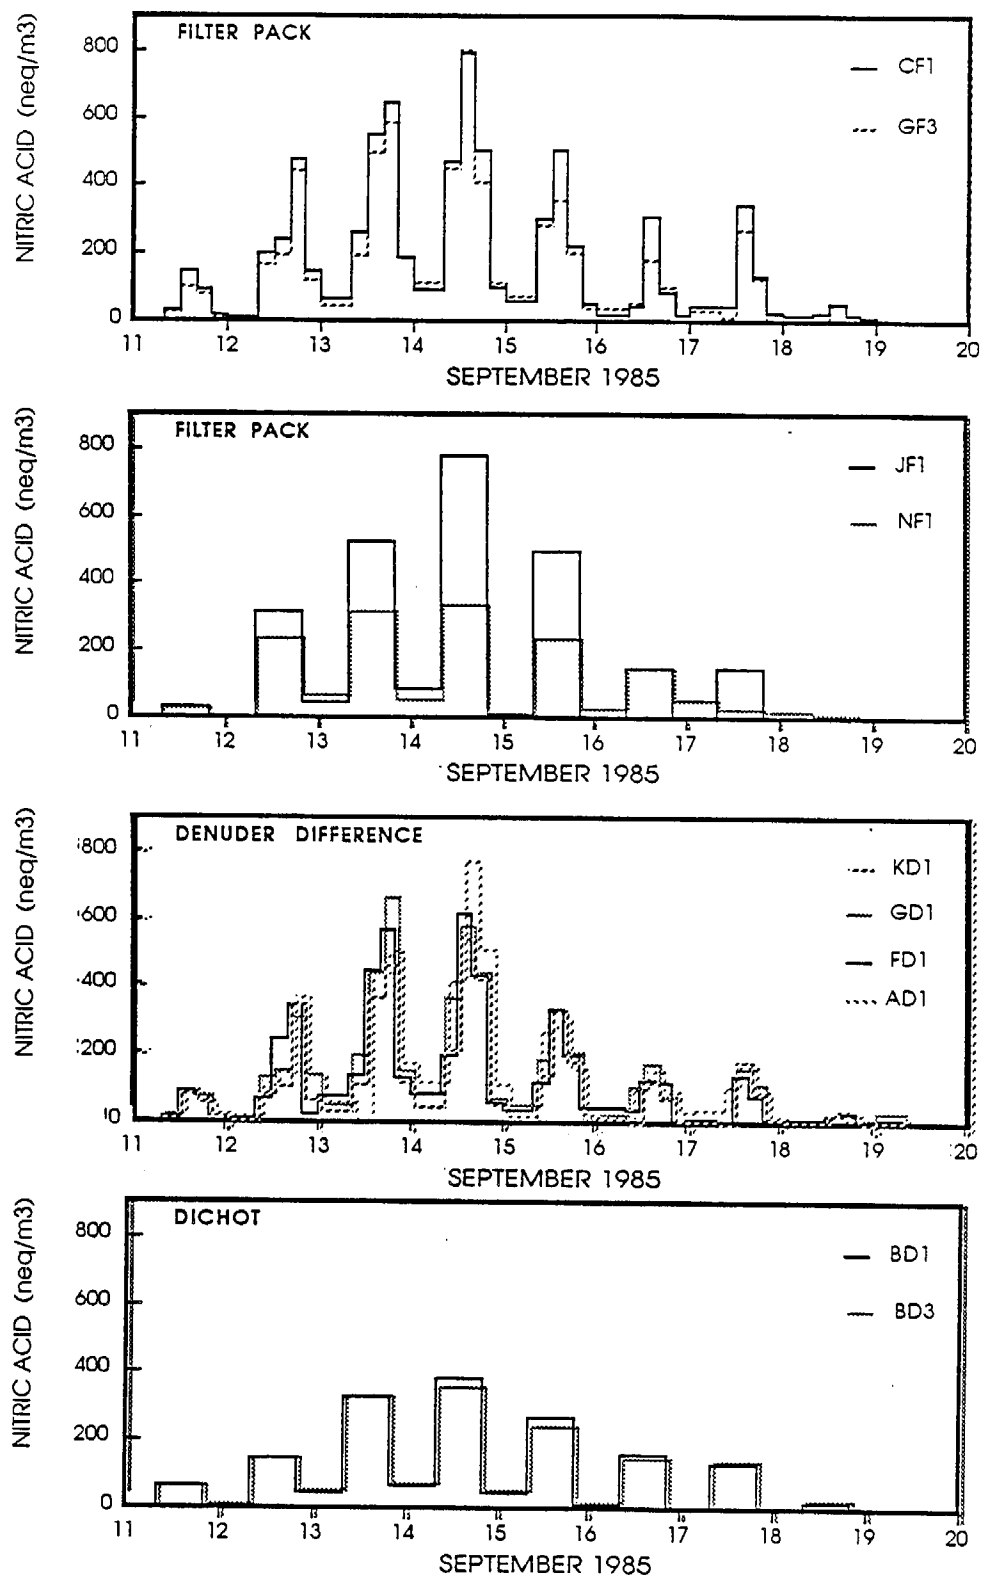 FILTER PACK
NITRIC ACID (neq/m3)
800
600
400
200
0
CF1
GF3
11 12 13 14 15 16 17 18 19 20
SEPTEMBER 1985
FILTER PACK
NITRIC ACID (neq/m3)
800
600
400
200
0
JF1
NF1
11 12 13 14 15 16 17 18 19 20
SEPTEMBER 1985
DENUDER DIFFERENCE
NITRIC ACID (neq/m3)
800
600
400
200
0
KD1
GD1
FD1
AD1
11 12 13 14 15 16 17 18 19 20
SEPTEMBER 1985
DICHOT
NITRIC ACID (neq/m3)
800
600
400
200
0
BD1
BD3
11 12 13 14 15 16 17 18 19 20
SEPTEMBER 1985